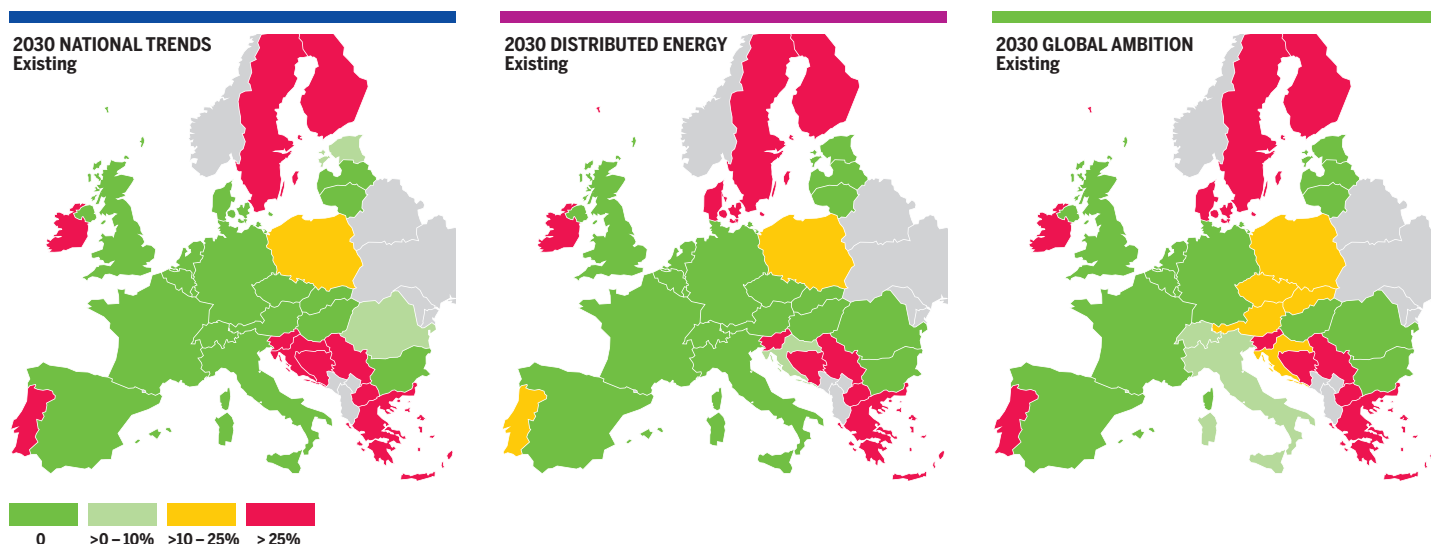 2030 NATIONAL TRENDS
Existing
2030 DISTRIBUTED ENERGY
Existing
2030 GLOBAL AMBITION
Existing
0 >0–10% >10–25% >25%